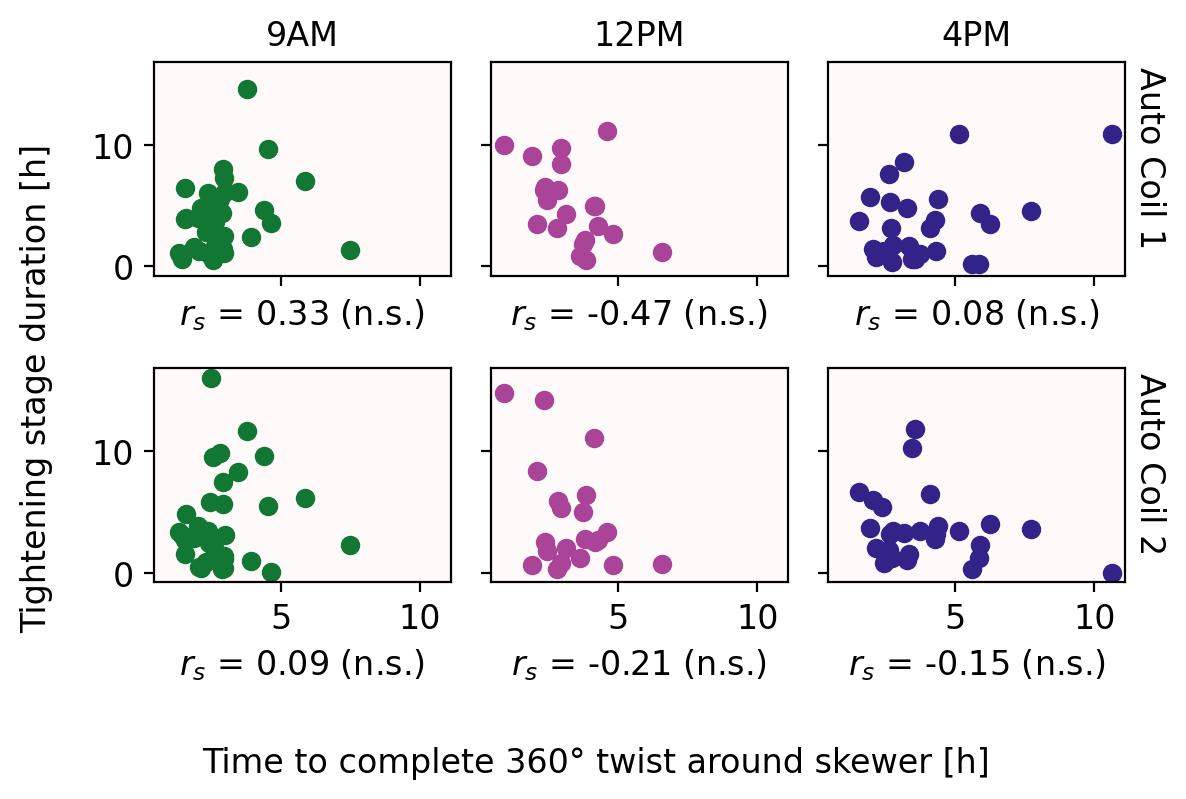 9AM 12PM 4PM
Tightening stage duration [h]
10
0
Auto Coil 1
r_s = 0.33 (n.s.) r_s = -0.47 (n.s.) r_s = 0.08 (n.s.)
10
0
Auto Coil 2
5 10 5 10 5 10
r_s = 0.09 (n.s.) r_s = -0.21 (n.s.) r_s = -0.15 (n.s.)
Time to complete 360° twist around skewer [h]